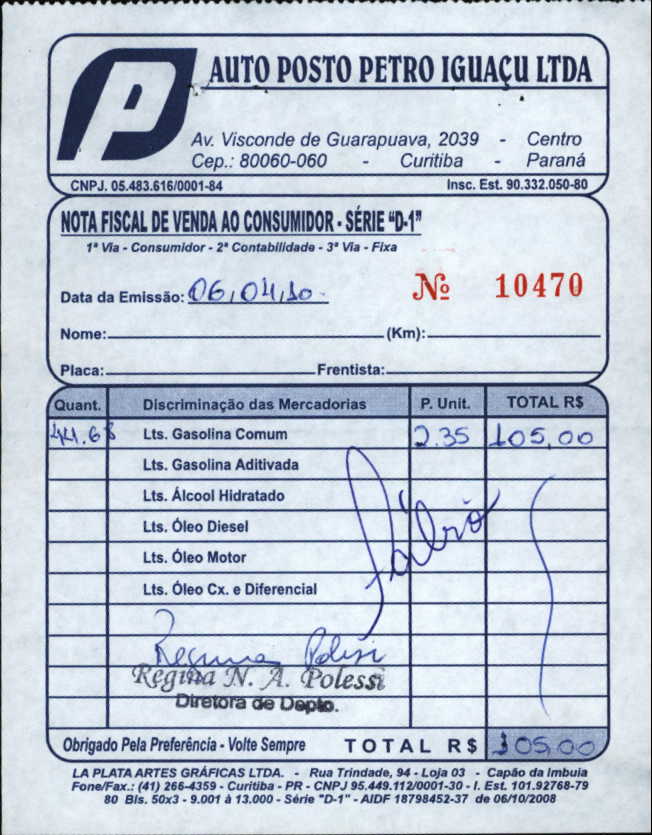 AUTO POSTO PETRO IGUAÇU LTDA
Av. Visconde de Guarapuava, 2039 - Centro
Cep.: 80060-060 - Curitiba - Paraná
CNPJ. 05.483.616/0001-84 Insc. Est. 90.332.050-80
NOTA FISCAL DE VENDA AO CONSUMIDOR - SÉRIE "D-1"
1ª Via - Consumidor - 2ª Contabilidade - 3ª Via - Fixa
Data da Emissão: 06,04,10 Nº 10470
Nome: (Km):
Placa: Frentista:
Quant. Discriminação das Mercadorias P. Unit. TOTAL R$
44.68 Lts. Gasolina Comum 2.35 105,00
Lts. Gasolina Aditivada
Lts. Álcool Hidratado
Lts. Óleo Diesel
Fábio
Lts. Óleo Motor
Lts. Óleo Cx. e Diferencial
Regina Polessi
Regina N. A. Polessi
Diretora de Depto.
Obrigado Pela Preferência - Volte Sempre TOTAL R$ 105,00
LA PLATA ARTES GRÁFICAS LTDA. - Rua Trindade, 94 - Loja 03 - Capão da Imbuia
Fone/Fax.: (41) 266-4359 - Curitiba - PR - CNPJ 95.449.112/0001-30 - I. Est. 101.92768-79
80 Bls. 50x3 - 9.001 à 13.000 - Série "D-1" - AIDF 18798452-37 de 06/10/2008